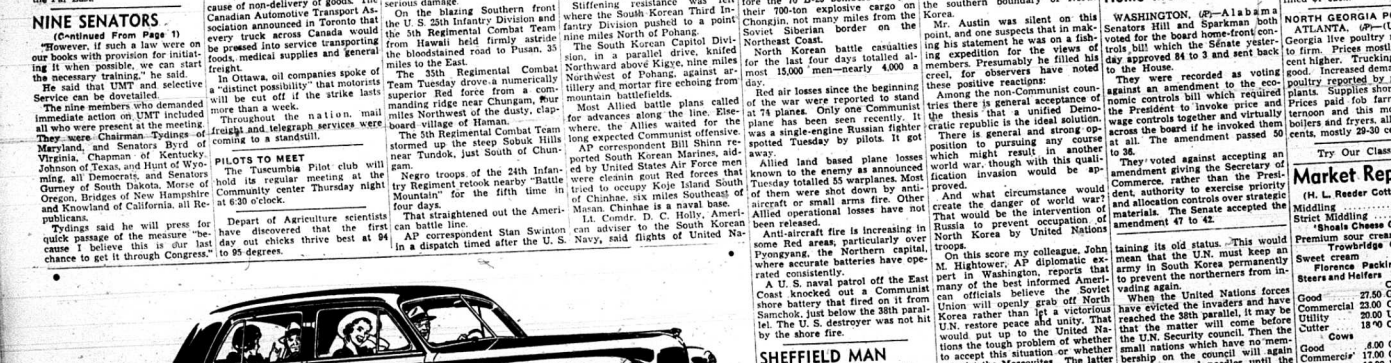 NINE SENATORS
(Continued From Page 1)
"However, if such a law were on
our books with provision for initiat-
ing it when possible, we can start
the necessary training," he said.
He said that UMT and selective
Service can be dovetailed.
The nine members who demanded
immediate action on UMT included
all who were present at the meeting.
They were Chairman Tydings of
Maryland, and Senators Byrd of
Virginia, Chapman of Kentucky,
Johnson of Texas, and Hunt of Wyo-
ming, all Democrats, and Senators
Gurney of South Dakota, Morse of
Oregon, Bridges of New Hampshire
and Knowland of California, all Re-
publicans.
Tydings said he will press for
quick passage of the measure "be-
cause I believe this is our last
chance to get it through Congress."
cause of non-delivery of goods. The
Canadian Automotive Transport As-
sociation announced in Toronto that
every truck across Canada would
be pressed into service transporting
foods, medical supplies and general
freight.
In Ottawa, oil companies spoke of
a "distinct possibility" that motorists
will be cut off if the strike lasts
more than a week.
Throughout the nation, mail
freight and telegraph services were
coming to a standstill.
PILOTS TO MEET
The Tuscumbia Pilot club will
hold its regular meeting at the
Community center Thursday night
at 6:30 o'clock.
Depart of Agriculture scientists
have discovered that the first
day out chicks thrive best at 94
to 95 degrees.
serious damage.
On the blazing Southern front
the U. S. 25th Infantry Division and
the 5th Regimental Combat Team
from Hawaii held firmly astride
the bloodstained road to Pusan, 35
miles to the East.
The 35th Regimental Combat
Team Tuesday drove a numerically
superior Red force from a com-
manding ridge near Chungam, four
miles Northwest of the dusty, clap-
board village of Haman.
The 5th Regimental Combat Team
stormed up the steep Sobuk Hills
near Tundok, just South of Chun-
gam.
Negro troops of the 24th Infan-
try Regiment retook nearby "Battle
Mountain" for the fifth time in
four days.
That straightened out the Ameri-
can battle line.
AP correspondent Stan Swinton
in a dispatch timed after the U. S.
Stiffening resistance was felt
where the South Korean Third In-
fantry Division pushed to a point
nine miles North of Pohang.
The South Korean Capitol Divi-
sion, in a parallel drive, knifed
Northward above Kigye, nine miles
Northwest of Pohang, against ar-
tillery and mortar fire echoing from
mountain battlefields.
Most Allied battle plans called
for advances along the line. Else-
where, the Allies waited for the
long expected Communist offensive.
AP correspondent Bill Shinn re-
ported South Korean Marines, aid-
ed by United States Air Force men
were cleanin gout Red forces that
tried to occupy Koje Island South
of Chinhae, six miles Southeast of
Masan. Chinhae is a naval base.
Lt. Comdr. D. C. Holly, Ameri-
can adviser to the South Korean
Navy, said flights of United Na-
fore the 70 B-29
their 700-ton explosive cargo on
Chongjin, not many miles from the
Soviet Siberian border on the
Northeast Coast.
North Korean battle casualties
for the last four days totalled al-
most 15,000 men—nearly 4,000 a
day.
Red air losses since the beginning
of the war were reported to stand
at 74 planes. Only one Communist
plane has been seen recently. It
was a single-engine Russian fighter
spotted Tuesday by pilots. It got
away.
Allied land based plane losses
known to the enemy as announced
Tuesday totalled 55 warplanes. Most
of them were shot down by anti-
aircraft or small arms fire. Other
Allied operational losses have not
been released.
Anti-aircraft fire is increasing in
some Red areas, particularly over
Pyongyang, the Northern capital,
where accurate batteries have ope-
rated consistently.
A U. S. naval patrol off the East
Coast knocked out a Communist
shore battery that fired on it from
Samchok, just below the 38th paral-
lel. The U. S. destroyer was not hit
by the shore fire.
SHEFFIELD MAN
the southern boundary of
Korea.
Mr. Austin was silent on this
point, and one suspects that in mak-
ing his statement he was on a fish-
ing expedition for the views of
members. Presumably he filled his
creel, for observers have noted
these positive reactions:
Among the non-Communist coun-
tries there is general acceptance of
the thesis that a unified Demo-
cratic republic is the ideal solution.
There is general and strong op-
position to pursuing any course
which might result in another
world war, though with this quali-
fication invasion would be ap-
proved.
And what circumstance would
create the danger of world war?
That would be the intervention of
Russia to prevent occupation of
North Korea by United Nations
troops.
On this score my colleague, John
M. Hightower, AP diplomatic ex-
pert in Washington, reports that
many of the best informed Ameri-
can officials believe the Soviet
Union will openly grab off North
Korea rather than let a victorious
U.N. restore peace and unity. That
would put up to the United Na-
tions the tough problem of whether
to accept this situation or whether
The latter
WASHINGTON, (AP)—Alabama
Senators Hill and Sparkman both
voted for the board home-front con-
trols bill which the Senate yester-
day approved 84 to 3 and sent back
to the House.
They were recorded as voting
against an amendment to the eco-
nomic controls bill which required
the President to invoke price and
wage controls together and virtually
across the board if he invoked them
at all. The amendment passed 50
to 36.
They voted against accepting an
amendment giving the Secretary of
Commerce, rather than the Presi-
dent, authority to exercise priority
and allocation controls over strategic
materials. The Senate accepted the
amendment 47 to 42.
taining its old status. This would
mean that the U.N. must keep an
army in South Korea permanently
to prevent the northerners from in-
vading again.
When the United Nations forces
have evicted the invaders and have
reached the 38th parallel, it may be
that the matter will come before
the U.N. Security Council. Then the
small nations which have no mem-
bership on the council will again
NORTH GEORGIA
ATLANTA, (AP)
Georgia live poultry
firm. Prices most
cent higher. Trucking
good. Increased dema
poultry reported by
Supplies shor
Prices paid fob far
ternoon and this mo
boilers and fryers, all
cents, mostly 29-30 c
Try Our Class
Market Rep
(H. L. Reeder Cott
Middling
Strict Middling
'Shoals Cheese
Premium sour crea
Trowbridge
Sweet cream
Florence Packi
Steers and Heifers
Good 27.50
Commercial 23.00
Utility 20.00
Cutter 18.00
Cows
Good
Commerc